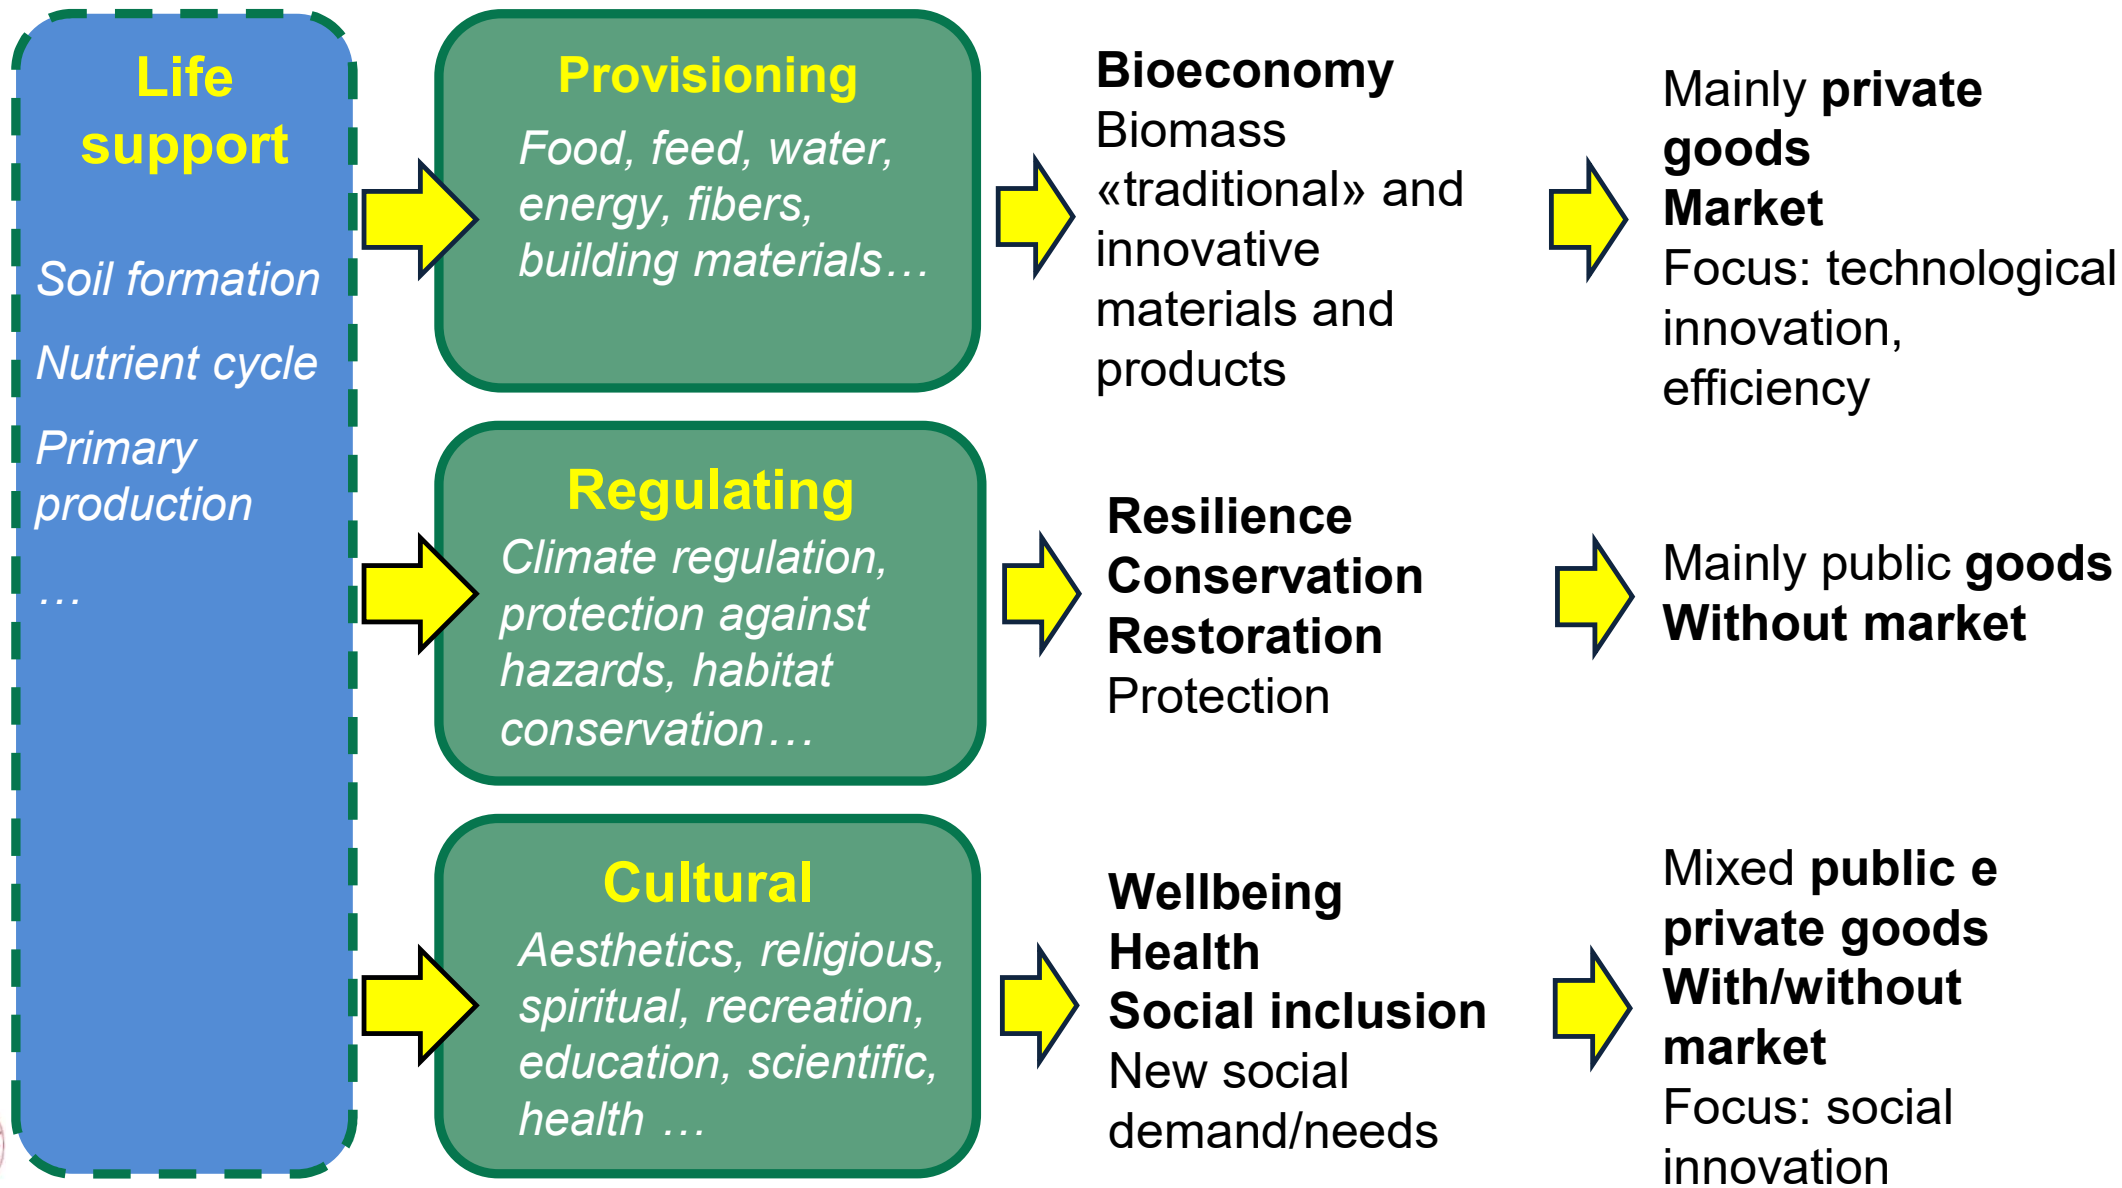 Life
support
Soil formation
Nutrient cycle
Primary
production
…
Provisioning
Food, feed, water,
energy, fibers,
building materials…
Bioeconomy
Biomass
«traditional» and
innovative
materials and
products
Mainly private
goods
Market
Focus: technological
innovation,
efficiency
Regulating
Climate regulation,
protection against
hazards, habitat
conservation…
Resilience
Conservation
Restoration
Protection
Mainly public goods
Without market
Cultural
Aesthetics, religious,
spiritual, recreation,
education, scientific,
health …
Wellbeing
Health
Social inclusion
New social
demand/needs
Mixed public e
private goods
With/without
market
Focus: social
innovation